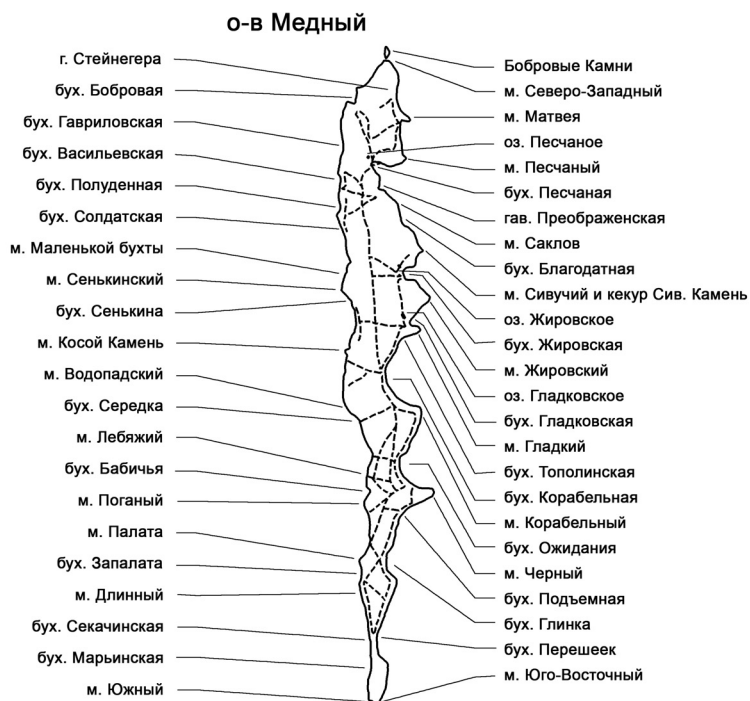 о-в Медный
г. Стейнегера
бух. Бобровая
бух. Гавриловская
бух. Васильевская
бух. Полуденная
бух. Солдатская
м. Маленькой бухты
м. Сенькинский
бух. Сенькина
м. Косой Камень
м. Водопадский
бух. Середка
м. Лебяжий
бух. Бабичья
м. Поганый
м. Палата
бух. Запалата
м. Длинный
бух. Секачинская
бух. Марьинская
м. Южный
Бобровые Камни
м. Северо-Западный
м. Матвея
оз. Песчаное
м. Песчаный
бух. Песчаная
гав. Преображенская
м. Саклов
бух. Благодатная
м. Сивучий и кекур Сив. Камень
оз. Жировское
бух. Жировская
м. Жировский
оз. Гладковское
бух. Гладковская
м. Гладкий
бух. Тополинская
бух. Корабельная
м. Корабельный
бух. Ожидания
м. Черный
бух. Подъемная
бух. Глинка
бух. Перешеек
м. Юго-Восточный